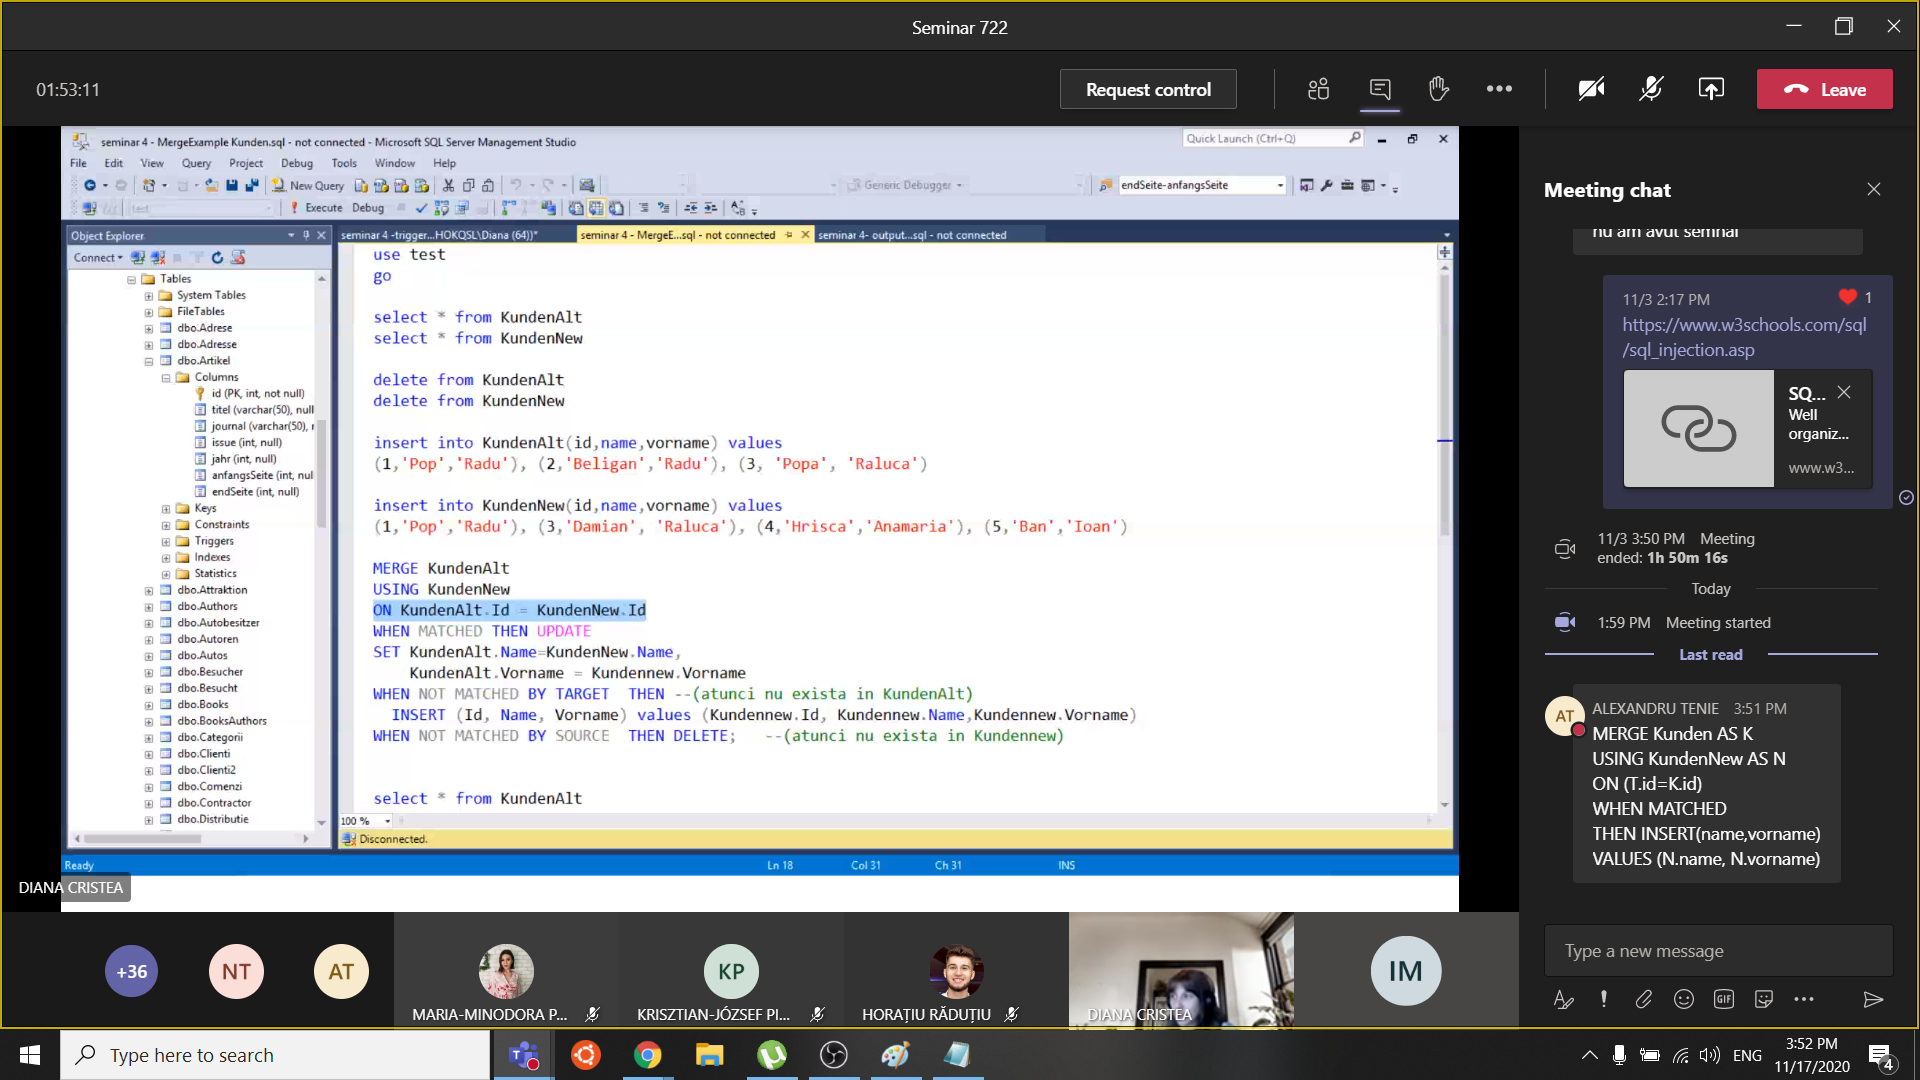 Seminar 722
01:53:11
Request control
Leave
seminar 4 - MergeExample Kunden.sql - not connected - Microsoft SQL Server Management Studio
Quick Launch (Ctrl+Q)
File Edit View Query Project Debug Tools Window Help
New Query
Generic Debugger
endSeite-anfangsSeite
test
Execute Debug
Object Explorer
seminar 4 -trigger...HOKQSL\Diana (64))*
seminar 4 - MergeE...sql - not connected
seminar 4- output...sql - not connected
Connect
Tables
System Tables
FileTables
dbo.Adrese
dbo.Adresse
dbo.Artikel
Columns
id (PK, int, not null)
titel (varchar(50), null
journal (varchar(50), r
issue (int, null)
jahr (int, null)
anfangsSeite (int, nul
endSeite (int, null)
Keys
Constraints
Triggers
Indexes
Statistics
dbo.Attraktion
dbo.Authors
dbo.Autobesitzer
dbo.Autoren
dbo.Autos
dbo.Besucher
dbo.Besucht
dbo.Books
dbo.BooksAuthors
dbo.Categorii
dbo.Clienti
dbo.Clienti2
dbo.Comenzi
dbo.Contractor
dbo.Distributie
use test
go
select * from KundenAlt
select * from KundenNew
delete from KundenAlt
delete from KundenNew
insert into KundenAlt(id,name,vorname) values
(1,'Pop','Radu'), (2,'Beligan','Radu'), (3, 'Popa', 'Raluca')
insert into KundenNew(id,name,vorname) values
(1,'Pop','Radu'), (3,'Damian', 'Raluca'), (4,'Hrisca','Anamaria'), (5,'Ban','Ioan')
MERGE KundenAlt
USING KundenNew
ON KundenAlt.Id = KundenNew.Id
WHEN MATCHED THEN UPDATE
SET KundenAlt.Name=KundenNew.Name,
KundenAlt.Vorname = Kundennew.Vorname
WHEN NOT MATCHED BY TARGET THEN --(atunci nu exista in KundenAlt)
INSERT (Id, Name, Vorname) values (Kundennew.Id, Kundennew.Name,Kundennew.Vorname)
WHEN NOT MATCHED BY SOURCE THEN DELETE; --(atunci nu exista in Kundennew)
select * from KundenAlt
100 %
Disconnected.
Ready
Ln 18
Col 31
Ch 31
INS
DIANA CRISTEA
Meeting chat
nu am avut seminar
11/3 2:17 PM
1
https://www.w3schools.com/sql
/sql_injection.asp
SQ...
Well
organiz...
www.w3...
11/3 3:50 PM Meeting
ended: 1h 50m 16s
Today
1:59 PM Meeting started
Last read
AT
ALEXANDRU TENIE 3:51 PM
MERGE Kunden AS K
USING KundenNew AS N
ON (T.id=K.id)
WHEN MATCHED
THEN INSERT(name,vorname)
VALUES (N.name, N.vorname)
Type a new message
GIF
+36
NT
AT
MARIA-MINODORA P...
KP
KRISZTIAN-JÓZSEF PI...
HORAȚIU RĂDUȚIU
DIANA CRISTEA
IM
Type here to search
ENG
3:52 PM
11/17/2020
4